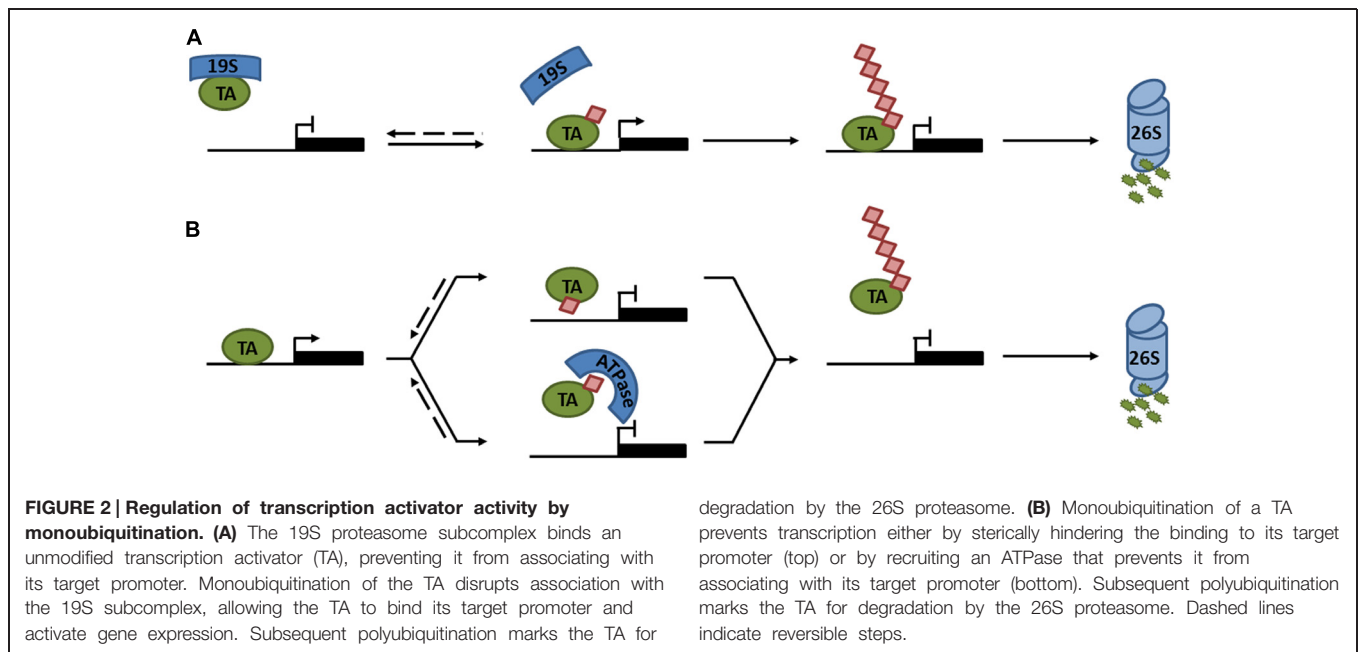 A
19S
TA
19S
TA
TA
26S
B
TA
TA
ATPase
TA
TA
26S
FIGURE 2 | Regulation of transcription activator activity by
monoubiquitination. (A) The 19S proteasome subcomplex binds an
unmodified transcription activator (TA), preventing it from associating with
its target promoter. Monoubiquitination of the TA disrupts association with
the 19S subcomplex, allowing the TA to bind its target promoter and
activate gene expression. Subsequent polyubiquitination marks the TA for
degradation by the 26S proteasome. (B) Monoubiquitination of a TA
prevents transcription either by sterically hindering the binding to its target
promoter (top) or by recruiting an ATPase that prevents it from
associating with its target promoter (bottom). Subsequent polyubiquitination
marks the TA for degradation by the 26S proteasome. Dashed lines
indicate reversible steps.